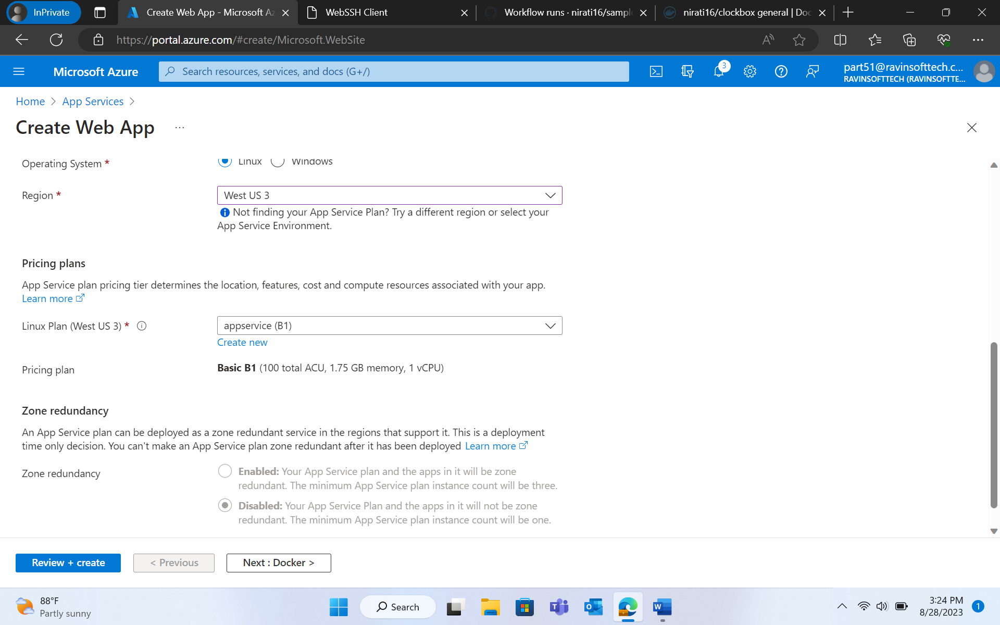 InPrivate
Create Web App - Microsoft Az
WebSSH Client
Workflow runs · nirati16/sampl
nirati16/clockbox general | Doc
https://portal.azure.com/#create/Microsoft.WebSite
Microsoft Azure
Search resources, services, and docs (G+/)
3
part51@ravinsofttech.c...
RAVINSOFTTECH (RAVINSOFTTE...
Home > App Services >
Create Web App ...
Operating System *
Linux
Windows
Region *
West US 3
Not finding your App Service Plan? Try a different region or select your
App Service Environment.
Pricing plans
App Service plan pricing tier determines the location, features, cost and compute resources associated with your app.
Learn more
Linux Plan (West US 3) *
appservice (B1)
Create new
Pricing plan
Basic B1 (100 total ACU, 1.75 GB memory, 1 vCPU)
Zone redundancy
An App Service plan can be deployed as a zone redundant service in the regions that support it. This is a deployment
time only decision. You can't make an App Service plan zone redundant after it has been deployed Learn more
Zone redundancy
Enabled: Your App Service plan and the apps in it will be zone
redundant. The minimum App Service plan instance count will be three.
Disabled: Your App Service Plan and the apps in it will not be zone
redundant. The minimum App Service plan instance count will be one.
Review + create
< Previous
Next : Docker >
88°F
Partly sunny
Search
3:24 PM
8/28/2023
1